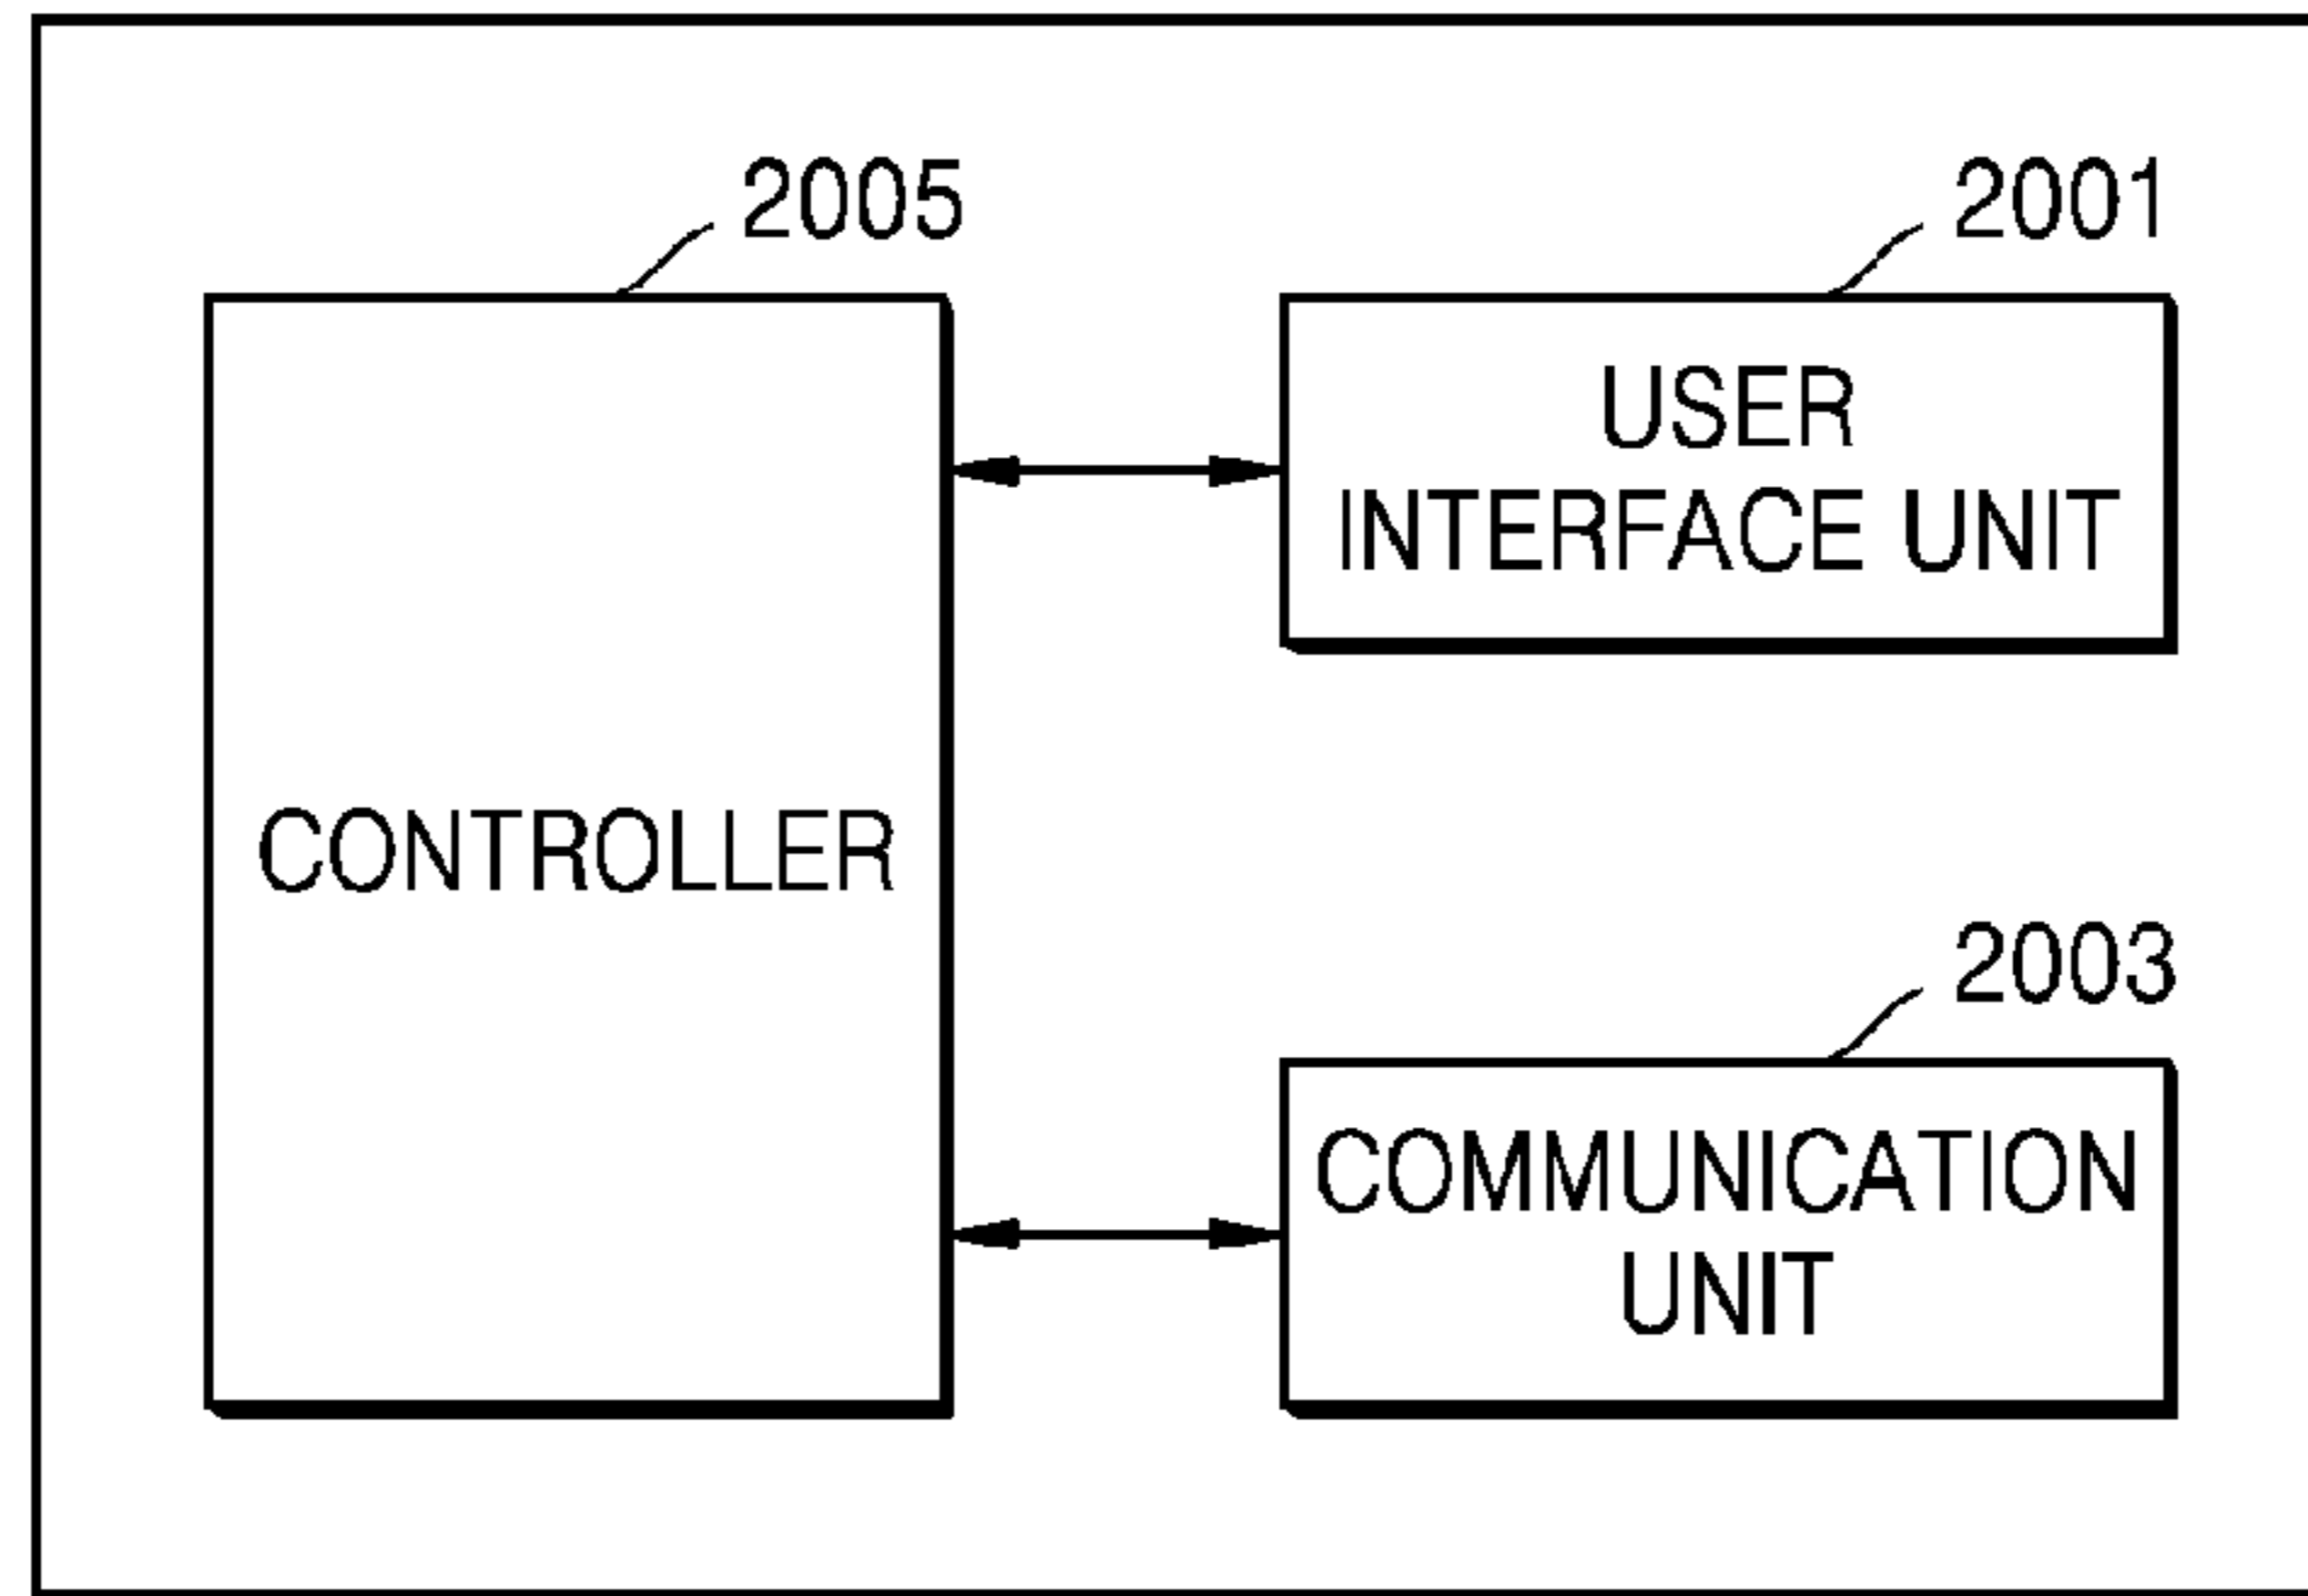 2005
2001
USER
INTERFACE UNIT
CONTROLLER
2003
COMMUNICATION
UNIT